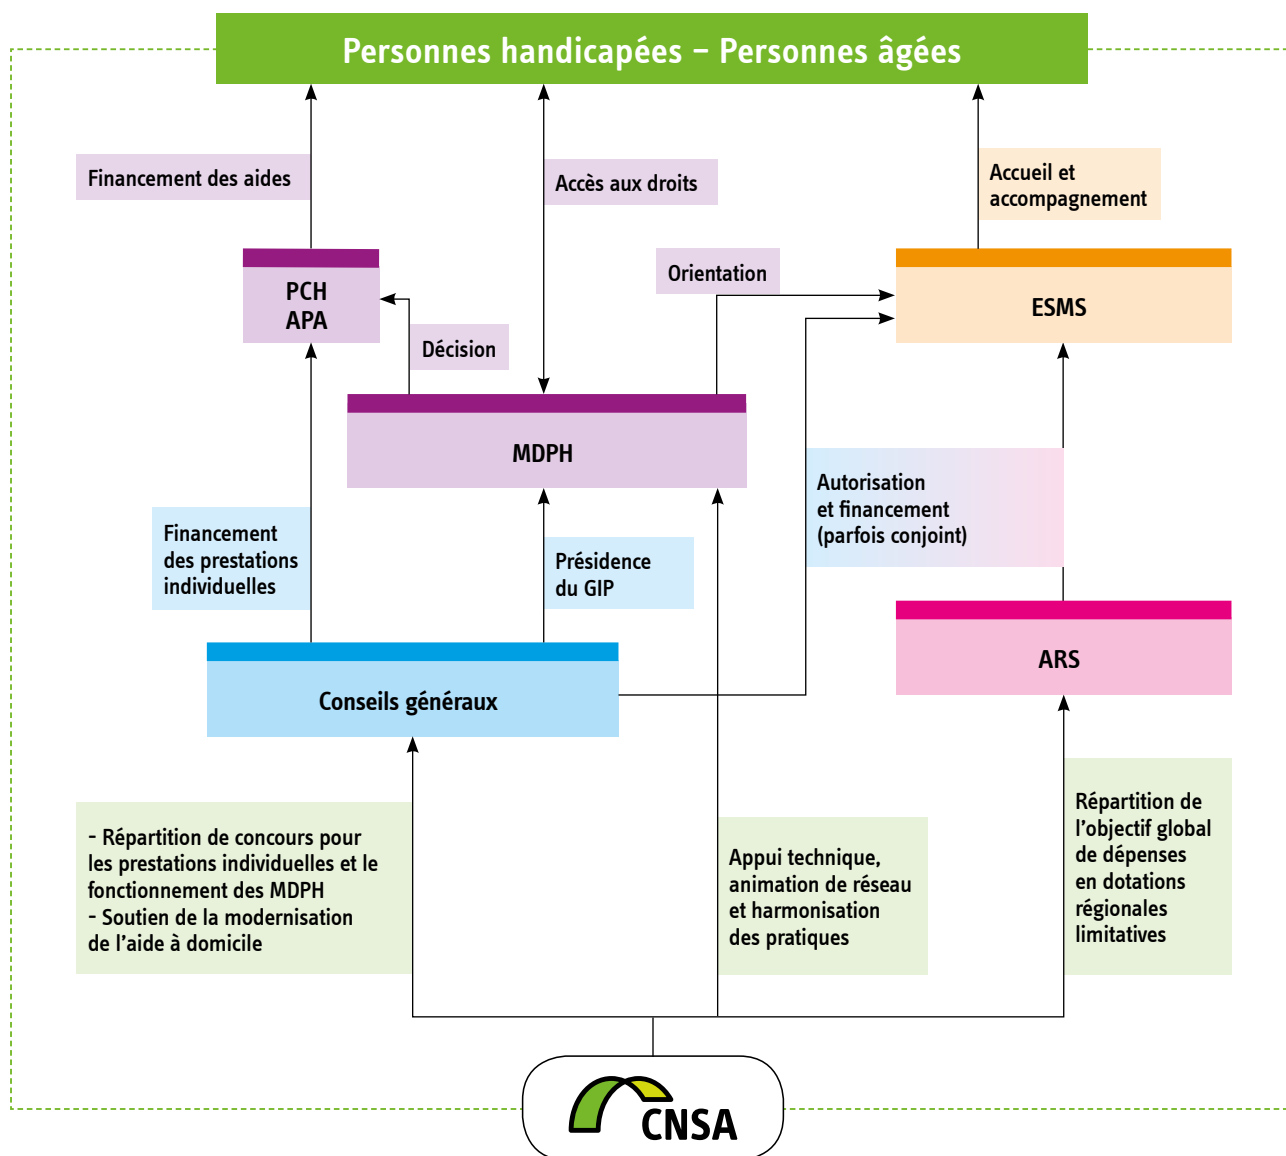 Personnes handicapées – Personnes âgées
Financement des aides
Accès aux droits
Accueil et
accompagnement
Orientation
PCH
APA
ESMS
Décision
MDPH
Autorisation
et financement
(parfois conjoint)
Financement
des prestations
individuelles
Présidence
du GIP
ARS
Conseils généraux
- Répartition de concours pour
les prestations individuelles et le
fonctionnement des MDPH
- Soutien de la modernisation
de l'aide à domicile
Appui technique,
animation de réseau
et harmonisation
des pratiques
Répartition de
l'objectif global
de dépenses
en dotations
régionales
limitatives
CNSA